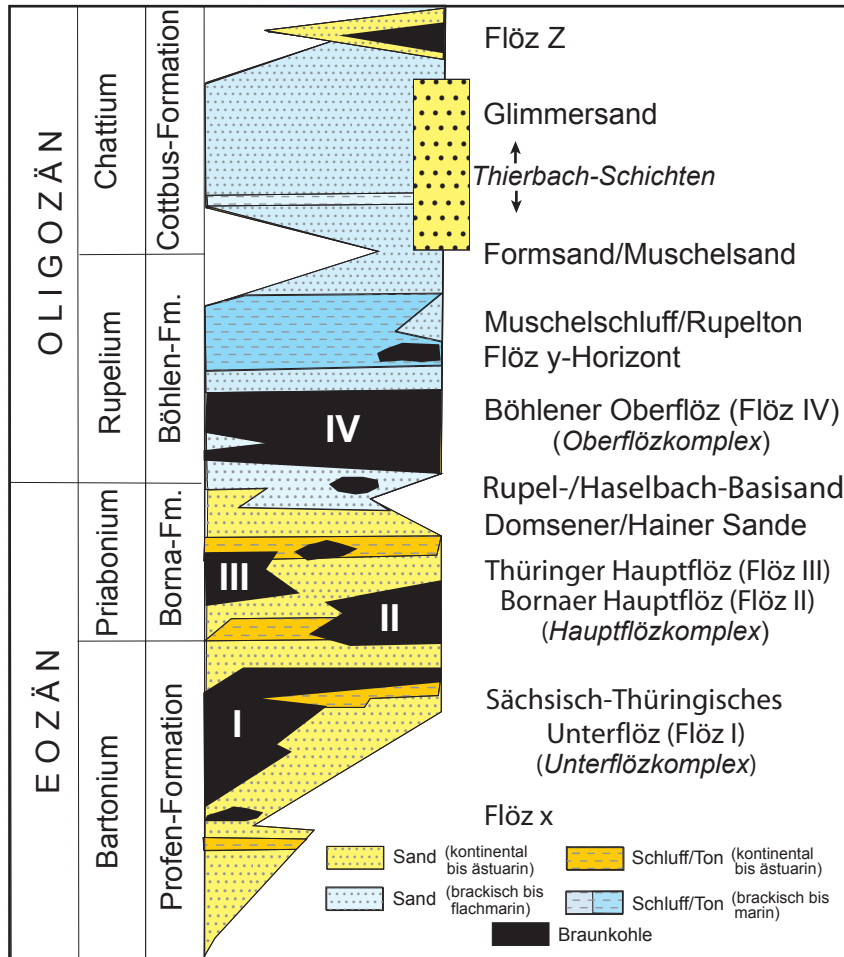 OLIGOZÄN
EOZÄN
Chattium
Rupelium
Priabonium
Bartonium
Cottbus-Formation
Böhlen-Fm.
Borna-Fm.
Profen-Formation
IV
III
II
I
Flöz Z
Glimmersand
Thierbach-Schichten
Formsand/Muschelsand
Muschelschluff/Rupelton
Flöz y-Horizont
Böhlener Oberflöz (Flöz IV)
(Oberflözkomplex)
Rupel-/Haselbach-Basisand
Domsener/Hainer Sande
Thüringer Hauptflöz (Flöz III)
Bornaer Hauptflöz (Flöz II)
(Hauptflözkomplex)
Sächsisch-Thüringisches
Unterflöz (Flöz I)
(Unterflözkomplex)
Flöz x
Sand (kontinental
bis ästuarin)
Schluff/Ton (kontinental
bis ästuarin)
Sand (brackisch bis
flachmarin)
Schluff/Ton (brackisch bis
marin)
Braunkohle